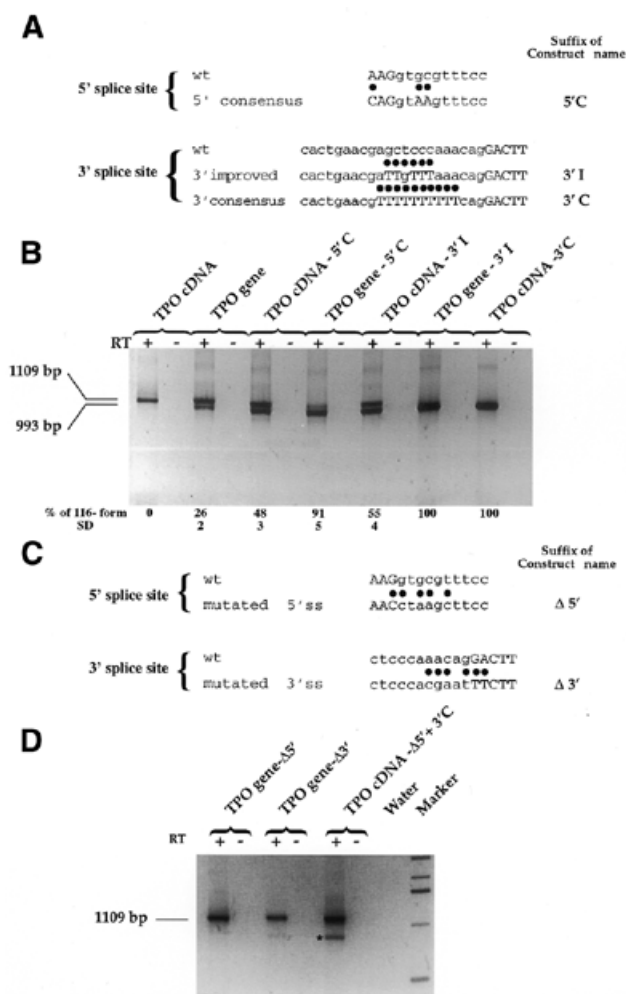 A
Suffix of
Construct name
5' splice site {
wt AAGgtgcgtttcc
5' consensus CAGgtAAgtttcc 5'C
3' splice site {
wt cactgaacgagctcccaaacagGACTT
3'improved cactgaacgaTTgTTTaaacagGACTT 3'I
3'consensus cactgaacgTTTTTTTTTTcagGACTT 3'C
B
TPO cDNA
TPO gene
TPO cDNA - 5'C
TPO gene - 5'C
TPO cDNA - 3'I
TPO gene - 3'I
TPO cDNA -3'C
RT + - + - + - + - + - + - + -
1109 bp
993 bp
% of 116- form 0 26 48 91 55 100 100
SD 2 3 5 4
C
Suffix of
Construct name
5' splice site {
wt AAGgtgcgtttcc
mutated 5'ss AACctaagcttcc Δ 5'
3' splice site {
wt ctcccaaacagGACTT
mutated 3'ss ctcccacgaatTTCTT Δ 3'
D
TPO gene-Δ5'
TPO gene-Δ3'
TPO cDNA -Δ5'+ 3'C
Water
Marker
RT + - + - + -
1109 bp
*